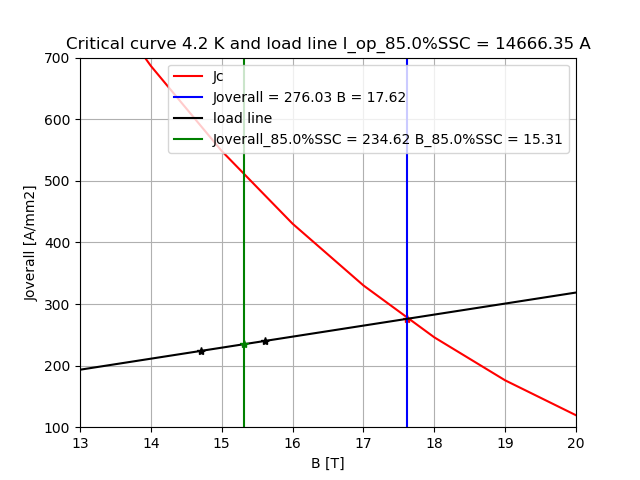 Critical curve 4.2 K and load line I_op_85.0%SSC = 14666.35 A
Jc
Joverall = 276.03 B = 17.62
load line
Joverall_85.0%SSC = 234.62 B_85.0%SSC = 15.31
Joverall [A/mm2]
700
600
500
400
300
200
100
13 14 15 16 17 18 19 20
B [T]